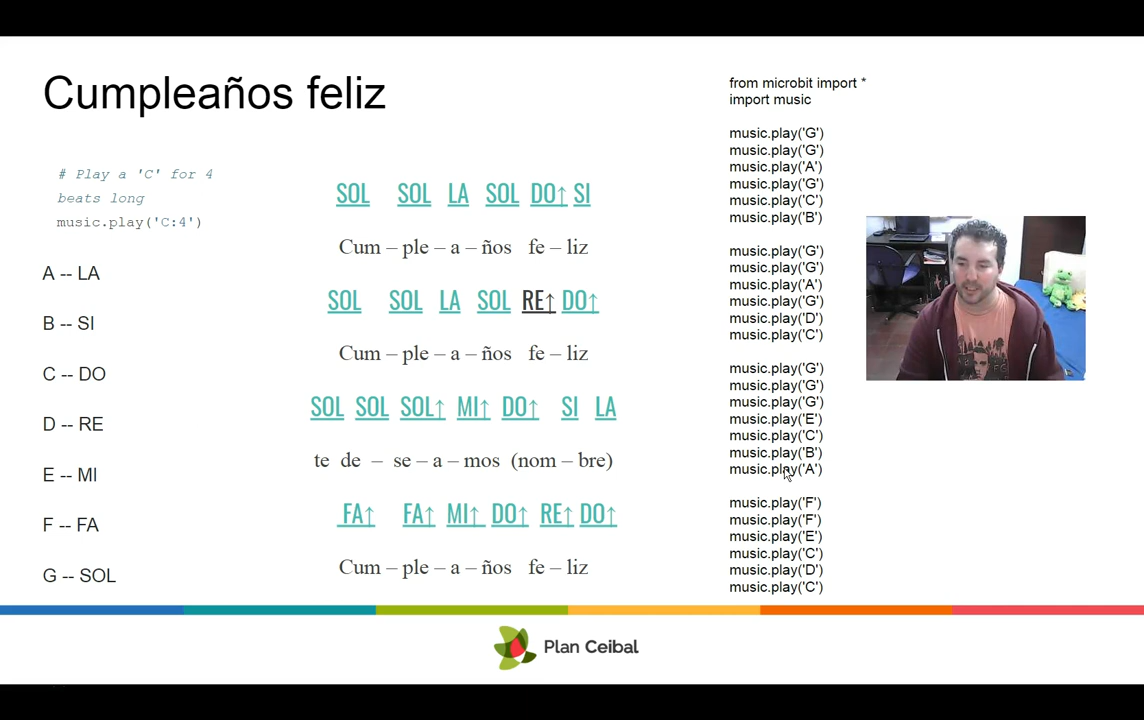 Cumpleaños feliz
# Play a 'C' for 4
beats long
music.play('C:4')
A -- LA
B -- SI
C -- DO
D -- RE
E -- MI
F -- FA
G -- SOL
SOL SOL LA SOL DO↑ SI
Cum – ple – a – ños fe – liz
SOL SOL LA SOL RE↑ DO↑
Cum – ple – a – ños fe – liz
SOL SOL SOL↑ MI↑ DO↑ SI LA
te de – se – a – mos (nom – bre)
FA↑ FA↑ MI↑ DO↑ RE↑ DO↑
Cum – ple – a – ños fe – liz
from microbit import *
import music
music.play('G')
music.play('G')
music.play('A')
music.play('G')
music.play('C')
music.play('B')
music.play('G')
music.play('G')
music.play('A')
music.play('G')
music.play('D')
music.play('C')
music.play('G')
music.play('G')
music.play('G')
music.play('E')
music.play('C')
music.play('B')
music.play('A')
music.play('F')
music.play('F')
music.play('E')
music.play('C')
music.play('D')
music.play('C')
Plan Ceibal